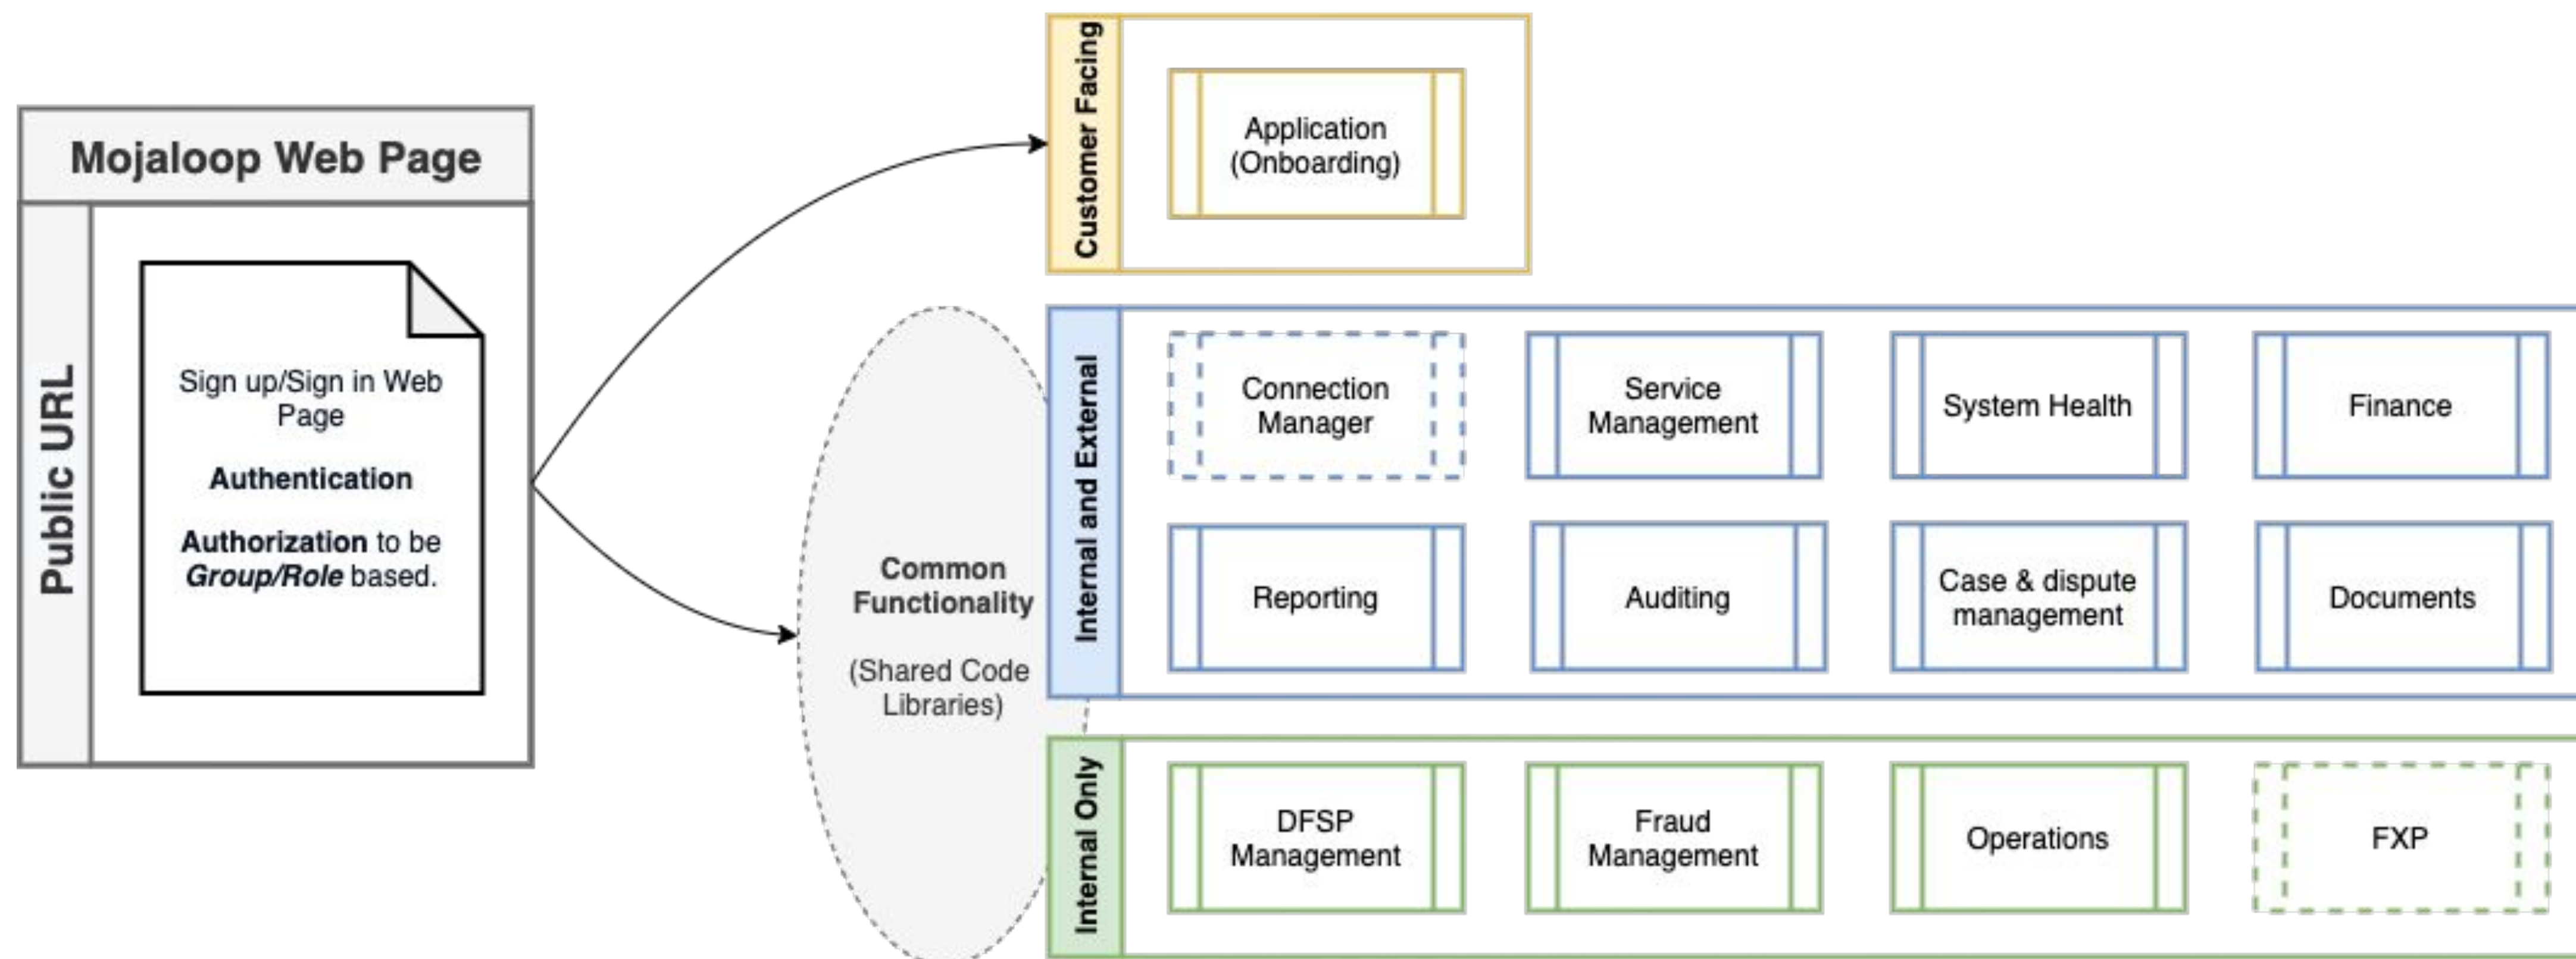 Mojaloop Web Page
Public URL
Sign up/Sign in Web
Page
Authentication
Authorization to be
Group/Role based.
Common
Functionality
(Shared Code
Libraries)
Customer Facing
Application
(Onboarding)
Internal and External
Connection
Manager
Service
Management
System Health
Finance
Reporting
Auditing
Case & dispute
management
Documents
Internal Only
DFSP
Management
Fraud
Management
Operations
FXP